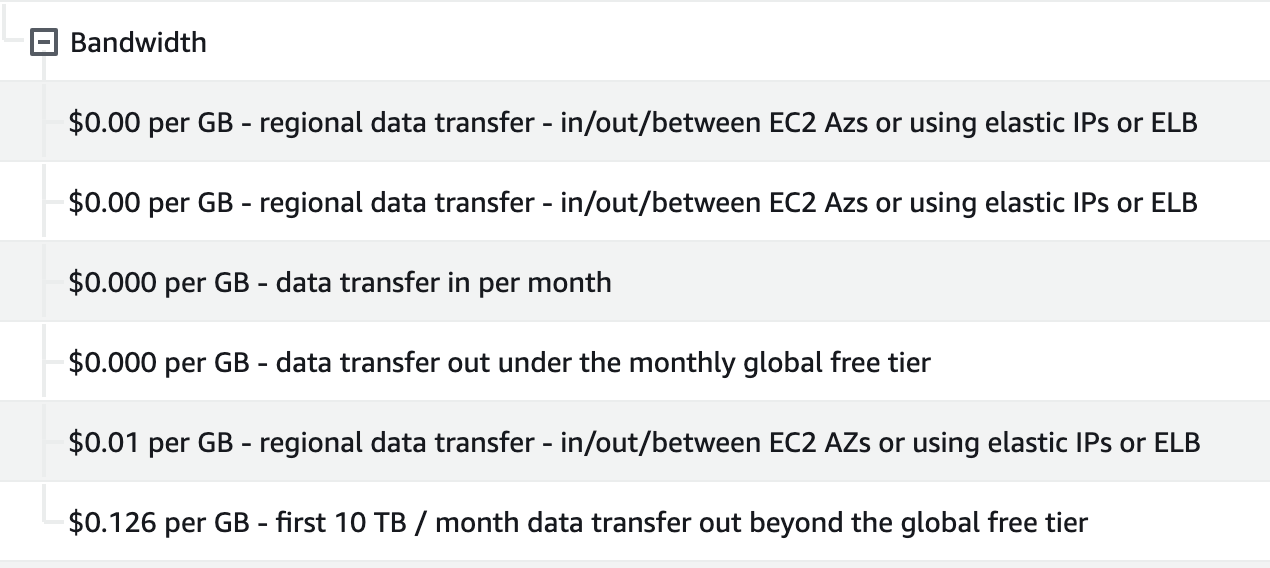 Bandwidth
$0.00 per GB - regional data transfer - in/out/between EC2 Azs or using elastic IPs or ELB
$0.00 per GB - regional data transfer - in/out/between EC2 Azs or using elastic IPs or ELB
$0.000 per GB - data transfer in per month
$0.000 per GB - data transfer out under the monthly global free tier
$0.01 per GB - regional data transfer - in/out/between EC2 AZs or using elastic IPs or ELB
$0.126 per GB - first 10 TB / month data transfer out beyond the global free tier